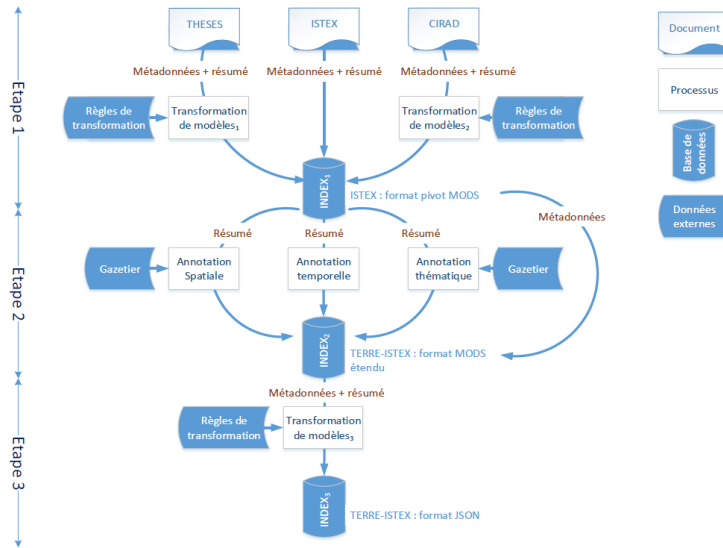 THESES
ISTEX
CIRAD
Document
Métadonnées + résumé
Métadonnées + résumé
Métadonnées + résumé
Etape 1
Processus
Règles de
transformation
Transformation
de modèles₁
Transformation
de modèles₂
Règles de
transformation
Base de
données
INDEX₁
ISTEX : format pivot MODS
Métadonnées
Données
externes
Résumé
Résumé
Résumé
Etape 2
Gazetier
Annotation
Spatiale
Annotation
temporelle
Annotation
thématique
Gazetier
INDEX₂
TERRE-ISTEX : format MODS
étendu
Métadonnées + résumé
Etape 3
Règles de
transformation
Transformation
de modèles₃
INDEX₃
TERRE-ISTEX : format JSON